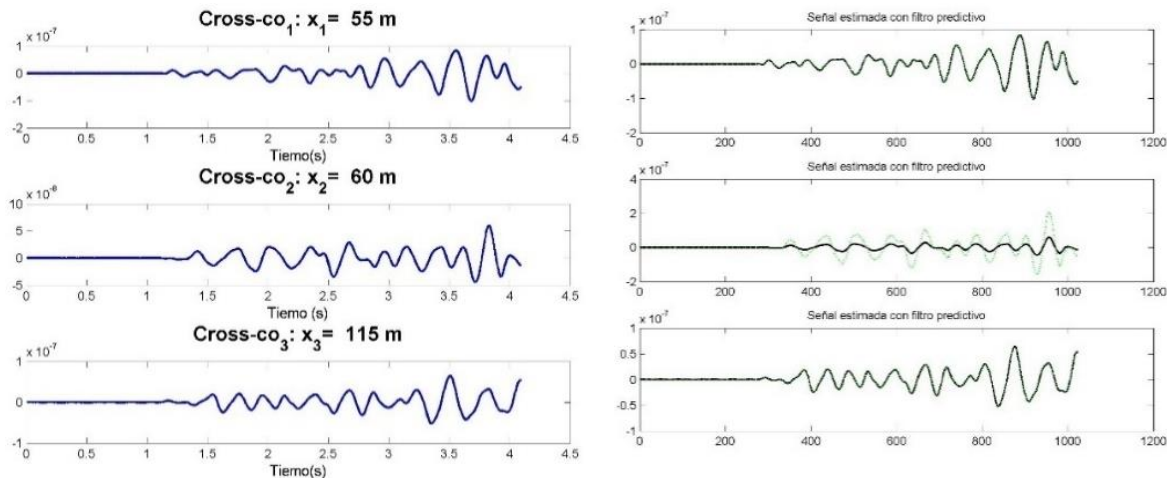 Cross-co1: x1= 55 m
x 10^-7
1
0
-1
-2
0 0.5 1 1.5 2 2.5 3 3.5 4 4.5
Tiemo(s)
Cross-co2: x2= 60 m
x 10^-8
10
5
0
-5
0 0.5 1 1.5 2 2.5 3 3.5 4 4.5
Tiemo (s)
Cross-co3: x3= 115 m
x 10^-7
1
0
-1
0 0.5 1 1.5 2 2.5 3 3.5 4 4.5
Tiemo(s)
Señal estimada con filtro predictivo
x 10^-7
1
0
-1
-2
0 200 400 600 800 1000 1200
Señal estimada con filtro predictivo
x 10^-7
4
2
0
-2
0 200 400 600 800 1000 1200
Señal estimada con filtro predictivo
x 10^-7
1
0.5
0
-0.5
-1
0 200 400 600 800 1000 1200